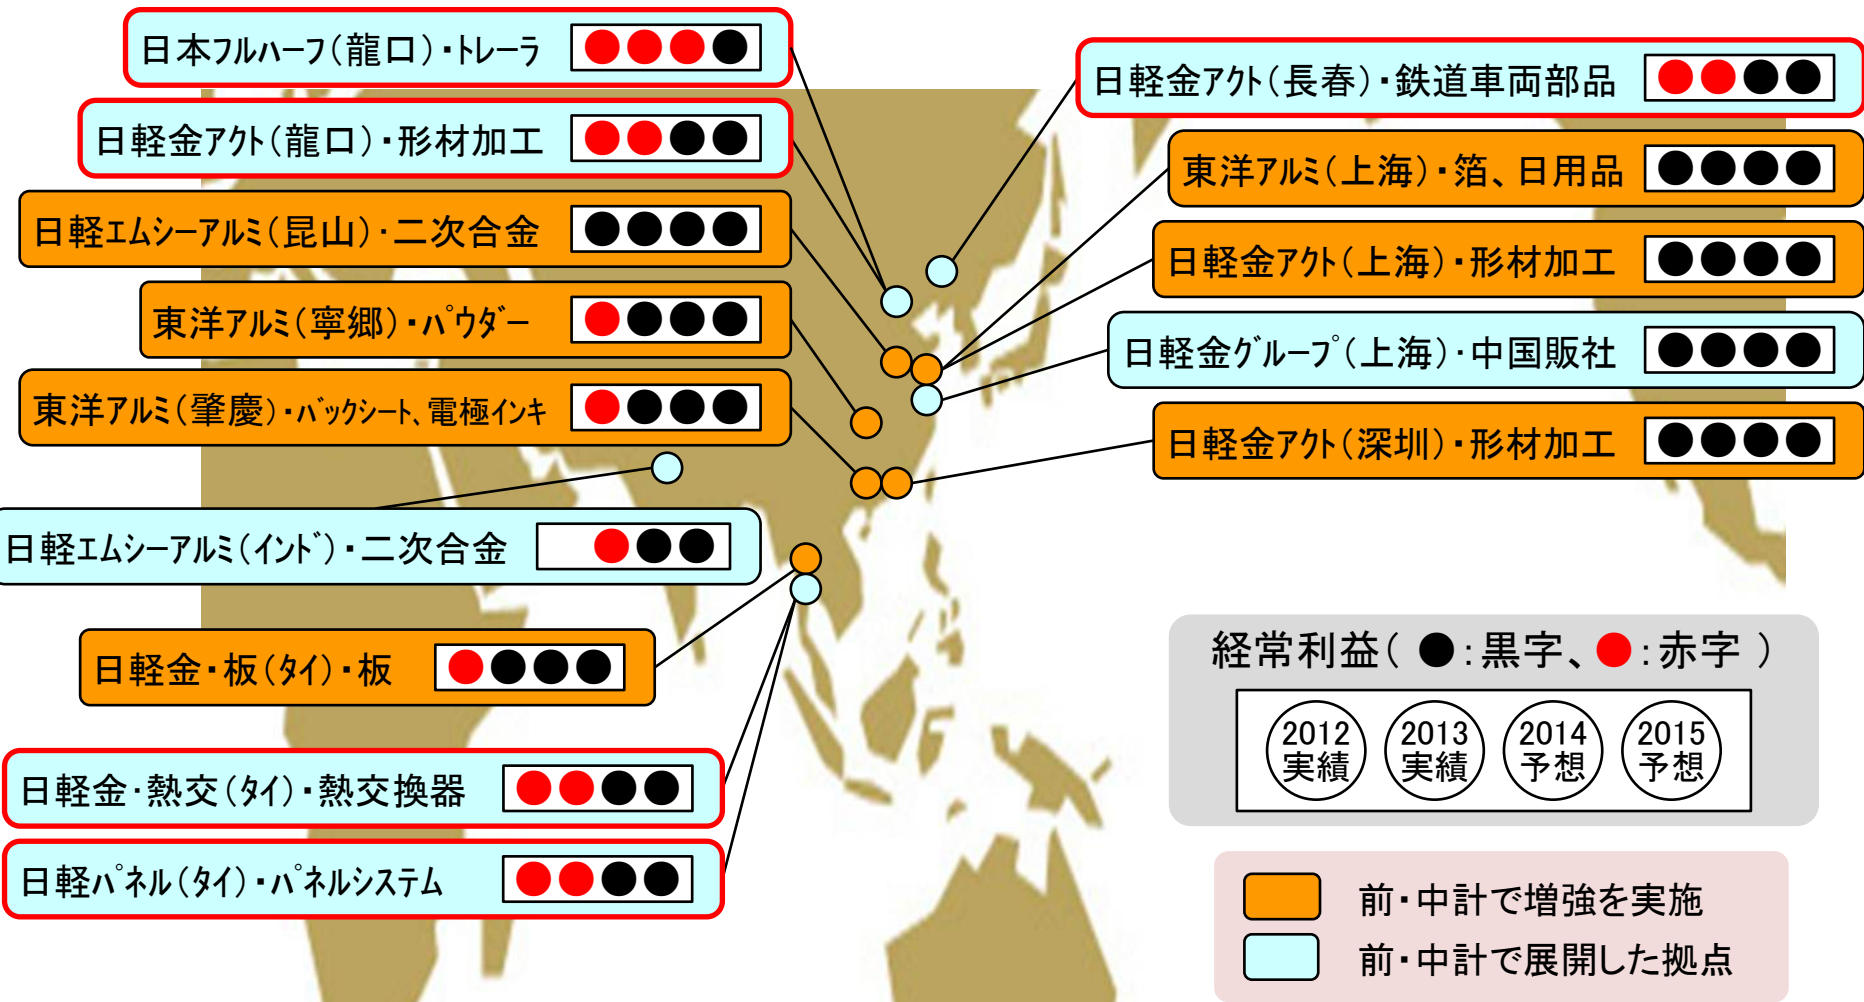 日本フルハーフ（龍口）・トレーラ
日軽金アクト（龍口）・形材加工
日軽エムシーアルミ（昆山）・二次合金
東洋アルミ（寧郷）・パウダー
東洋アルミ（肇慶）・バックシート、電極インキ
日軽エムシーアルミ（インド）・二次合金
日軽金・板（タイ）・板
日軽金・熱交（タイ）・熱交換器
日軽パネル（タイ）・パネルシステム
日軽金アクト（長春）・鉄道車両部品
東洋アルミ（上海）・箔、日用品
日軽金アクト（上海）・形材加工
日軽金グループ（上海）・中国販社
日軽金アクト（深圳）・形材加工
経常利益（ ●：黒字、●：赤字 ）
2012 2013 2014 2015
実績 実績 予想 予想
前・中計で増強を実施
前・中計で展開した拠点